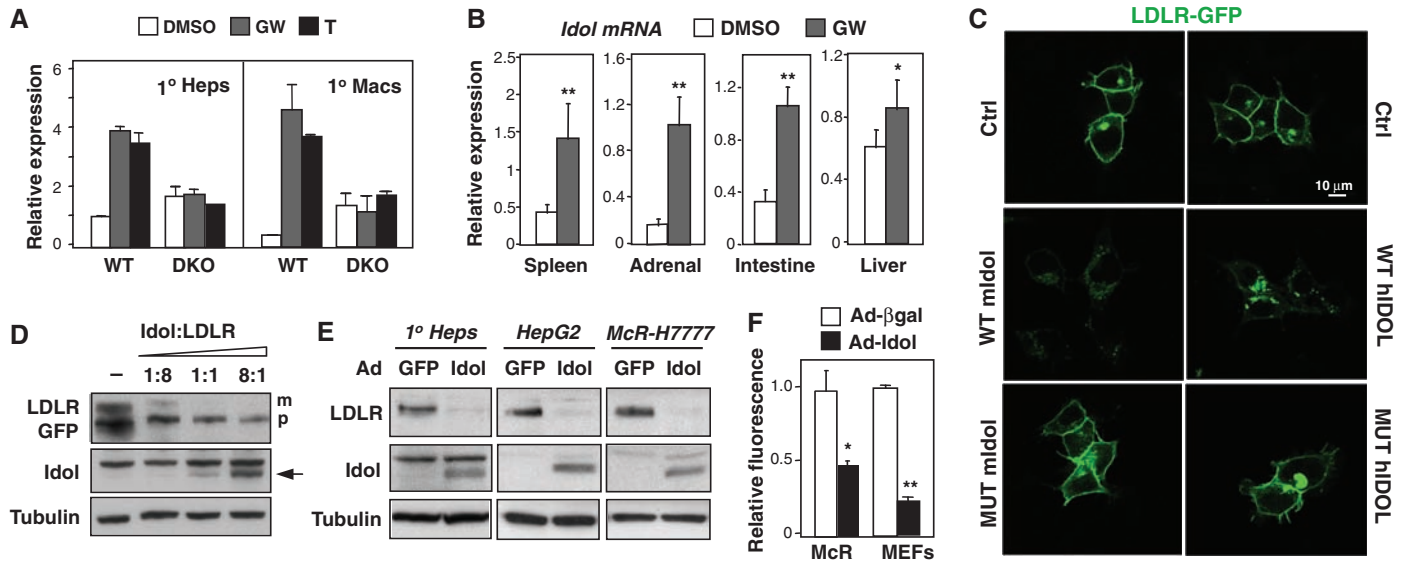 A
DMSO GW T
Relative expression
6
4
2
0
1º Heps
1º Macs
WT DKO WT DKO
B
Idol mRNA DMSO GW
Relative expression
2.5
2
1.5
1
0.5
0
**
Spleen
1.6
1.2
0.8
0.4
0
**
Adrenal
1.2
0.8
0.4
0
**
Intestine
1.2
0.8
0.4
0
*
Liver
C
LDLR-GFP
Ctrl
Ctrl
10 μm
WT mIdol
WT hIDOL
MUT mIdol
MUT hIDOL
D
Idol:LDLR
– 1:8 1:1 8:1
LDLR
GFP
m
p
Idol
Tubulin
E
1º Heps HepG2 McR-H7777
Ad GFP Idol GFP Idol GFP Idol
LDLR
Idol
Tubulin
F
Ad-βgal
Ad-Idol
Relative fluorescence
1.0
0.5
0
*
**
McR MEFs